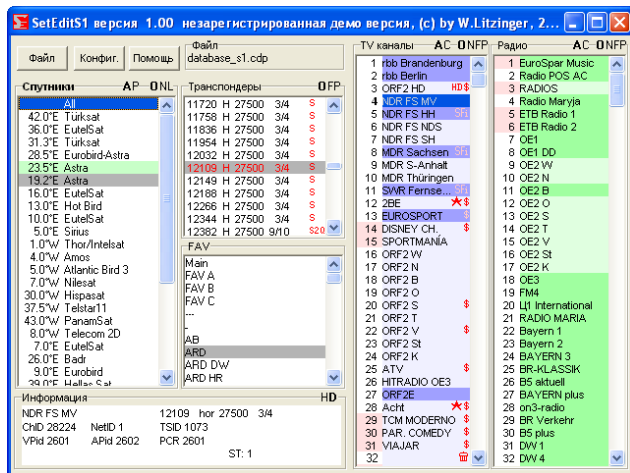 SetEditS1 версия 1.00 незарегистрированная демо версия, (c) by W.Litzinger, 2...
Файл Конфиг. Помощь
Файл
database_s1.cdp
Спутники AP ONL
All
42.0°E Türksat
36.0°E EutelSat
31.3°E Türksat
28.5°E Eurobird-Astra
23.5°E Astra
19.2°E Astra
16.0°E EutelSat
13.0°E Hot Bird
10.0°E EutelSat
5.0°E Sirius
1.0°W Thor/Intelsat
4.0°W Amos
5.0°W Atlantic Bird 3
7.0°W Nilesat
30.0°W Hispasat
37.5°W Telstar11
43.0°W PanamSat
8.0°W Telecom 2D
7.0°E EutelSat
26.0°E Badr
9.0°E Eurobird
39.0°E Hellas Sat
Транспондеры OFP
11720 H 27500 3/4 S
11758 H 27500 3/4 S
11836 H 27500 3/4 S
11954 H 27500 3/4 S
12032 H 27500 3/4 S
12109 H 27500 3/4 S
12149 H 27500 3/4 S
12188 H 27500 3/4 S
12266 H 27500 3/4 S
12344 H 27500 3/4 S
12382 H 27500 9/10 S20
FAV
Main
FAV A
FAV B
FAV C
---
-
AB
ARD
ARD DW
ARD HR
TV каналы AC ONFP
1 rbb Brandenburg
2 rbb Berlin
3 ORF2 HD HD$
4 NDR FS MV
5 NDR FS HH SFi
6 NDR FS NDS
7 NDR FS SH
8 MDR Sachsen SFi
9 MDR S-Anhalt
10 MDR Thüringen
11 SWR Fernse... SFi
12 2BE ★$
13 EUROSPORT $
14 DISNEY CH. $
15 SPORTMANÍA
16 ORF2 W
17 ORF2 N
18 ORF2 B
19 ORF2 O
20 ORF2 S $
21 ORF2 T
22 ORF2 V $
23 ORF2 St
24 ORF2 K
25 ATV $
26 HITRADIO OE3
27 ORF2E
28 Acht ★$
29 TCM MODERNO $
30 PAR. COMEDY $
31 VIAJAR $
32
Радио AC ONFP
1 EuroSpar Music
2 Radio POS AC
3 RADIOS
4 Radio Maryja
5 ETB Radio 1
6 ETB Radio 2
7 OE1
8 OE1 DD
9 OE2 W
10 OE2 N
11 OE2 B
12 OE2 O
13 OE2 S
14 OE2 T
15 OE2 V
16 OE2 St
17 OE2 K
18 OE3
19 FM4
20 Ц1 International
21 RADIO MARIA
22 Bayern 1
23 Bayern 2
24 BAYERN 3
25 BR-KLASSIK
26 B5 aktuell
27 BAYERN plus
28 on3-radio
29 BR Verkehr
30 B5 plus
31 DW 1
32 DW 4
Информация HD
NDR FS MV 12109 hor 27500 3/4
ChID 28224 NetID 1 TSID 1073
VPid 2601 APid 2602 PCR 2601
ST: 1